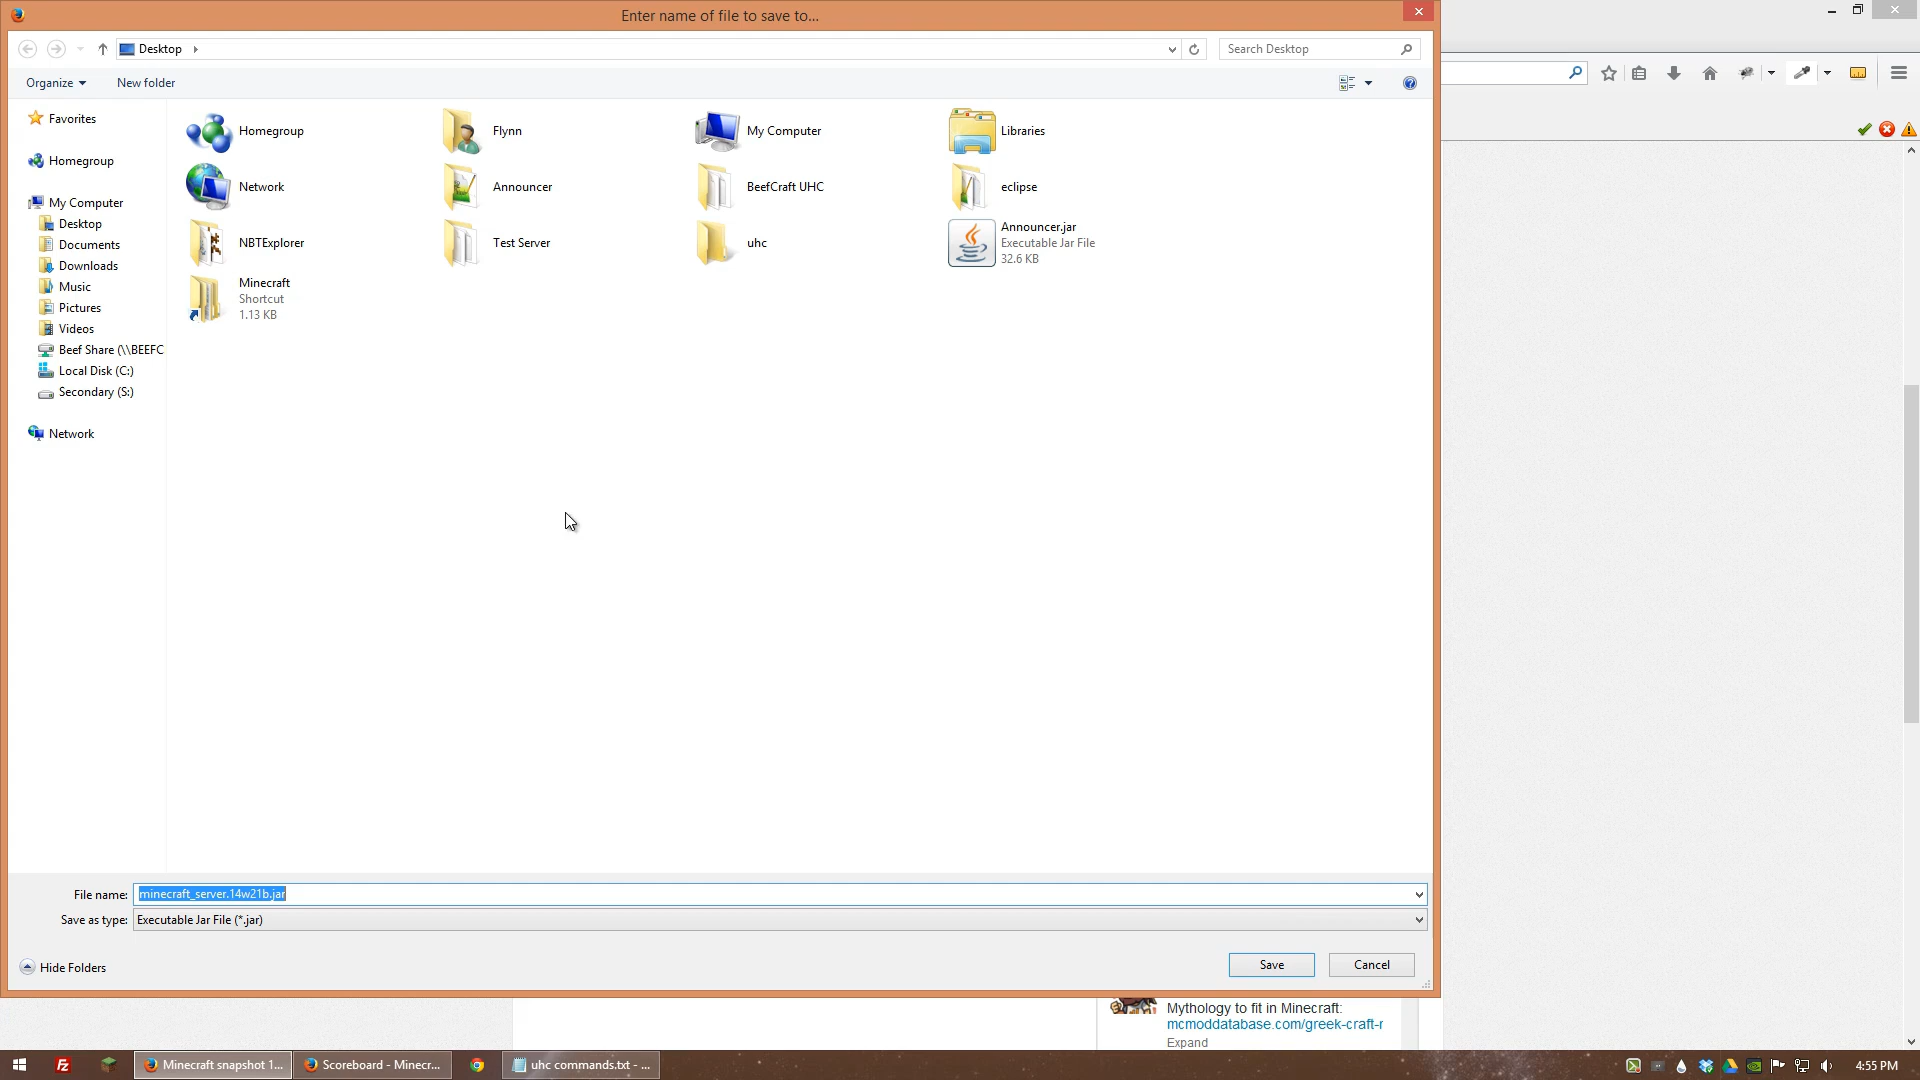 Enter name of file to save to...
Desktop
Search Desktop
Organize
New folder
Favorites
Homegroup
My Computer
Desktop
Documents
Downloads
Music
Pictures
Videos
Beef Share (\\BEEFC
Local Disk (C:)
Secondary (S:)
Network
Homegroup
Flynn
My Computer
Libraries
Network
Announcer
BeefCraft UHC
eclipse
NBTExplorer
Test Server
uhc
Announcer.jar
Executable Jar File
32.6 KB
Minecraft
Shortcut
1.13 KB
File name: minecraft_server.14w21b.jar
Save as type: Executable Jar File (*.jar)
Hide Folders
Save
Cancel
Mythology to fit in Minecraft:
mcmoddatabase.com/greek-craft-r
Expand
Minecraft snapshot 1...
Scoreboard - Minecr...
uhc commands.txt - ...
4:55 PM